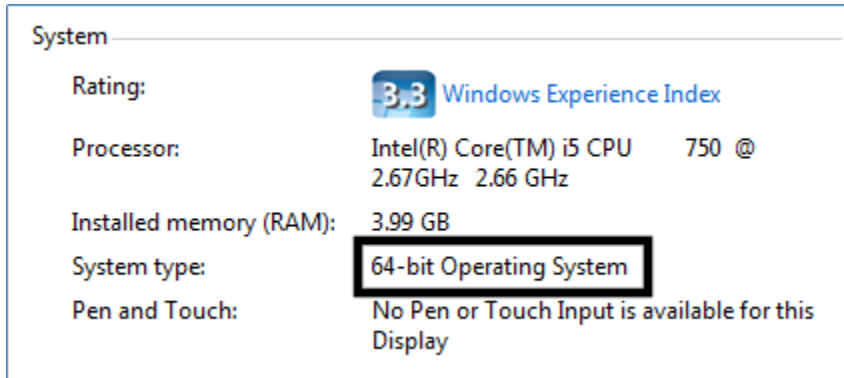 System
Rating:
3.3 Windows Experience Index
Processor:
Intel(R) Core(TM) i5 CPU 750 @
2.67GHz 2.66 GHz
Installed memory (RAM): 3.99 GB
System type: 64-bit Operating System
Pen and Touch: No Pen or Touch Input is available for this
Display